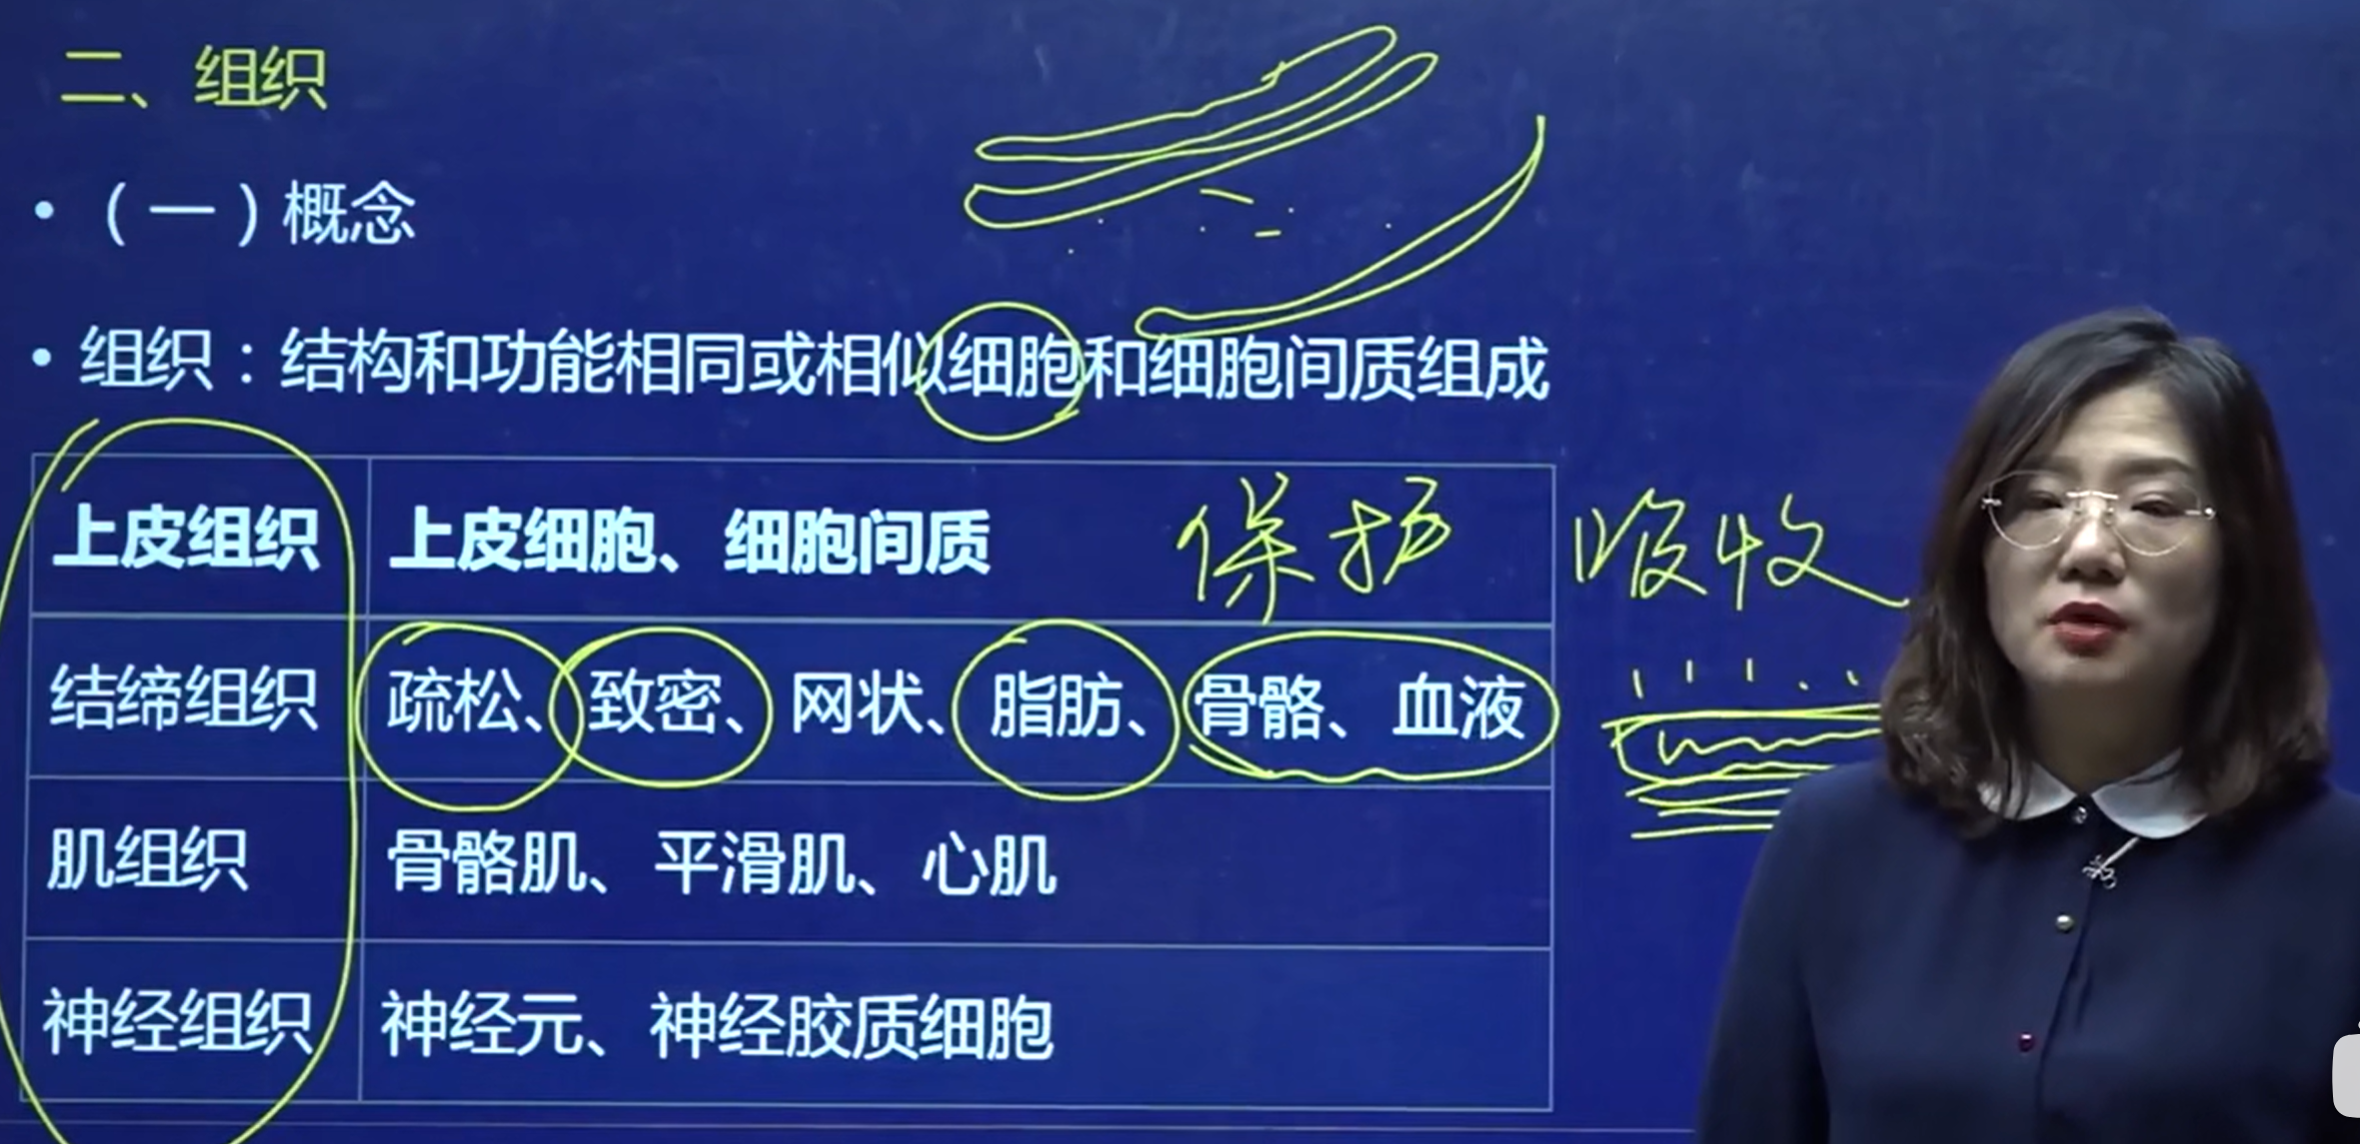 二、组织
• （一）概念
• 组织：结构和功能相同或相似细胞和细胞间质组成
上皮组织 上皮细胞、细胞间质 保护 吸收
结缔组织 疏松、致密、网状、脂肪、骨骼、血液
肌组织 骨骼肌、平滑肌、心肌
神经组织 神经元、神经胶质细胞